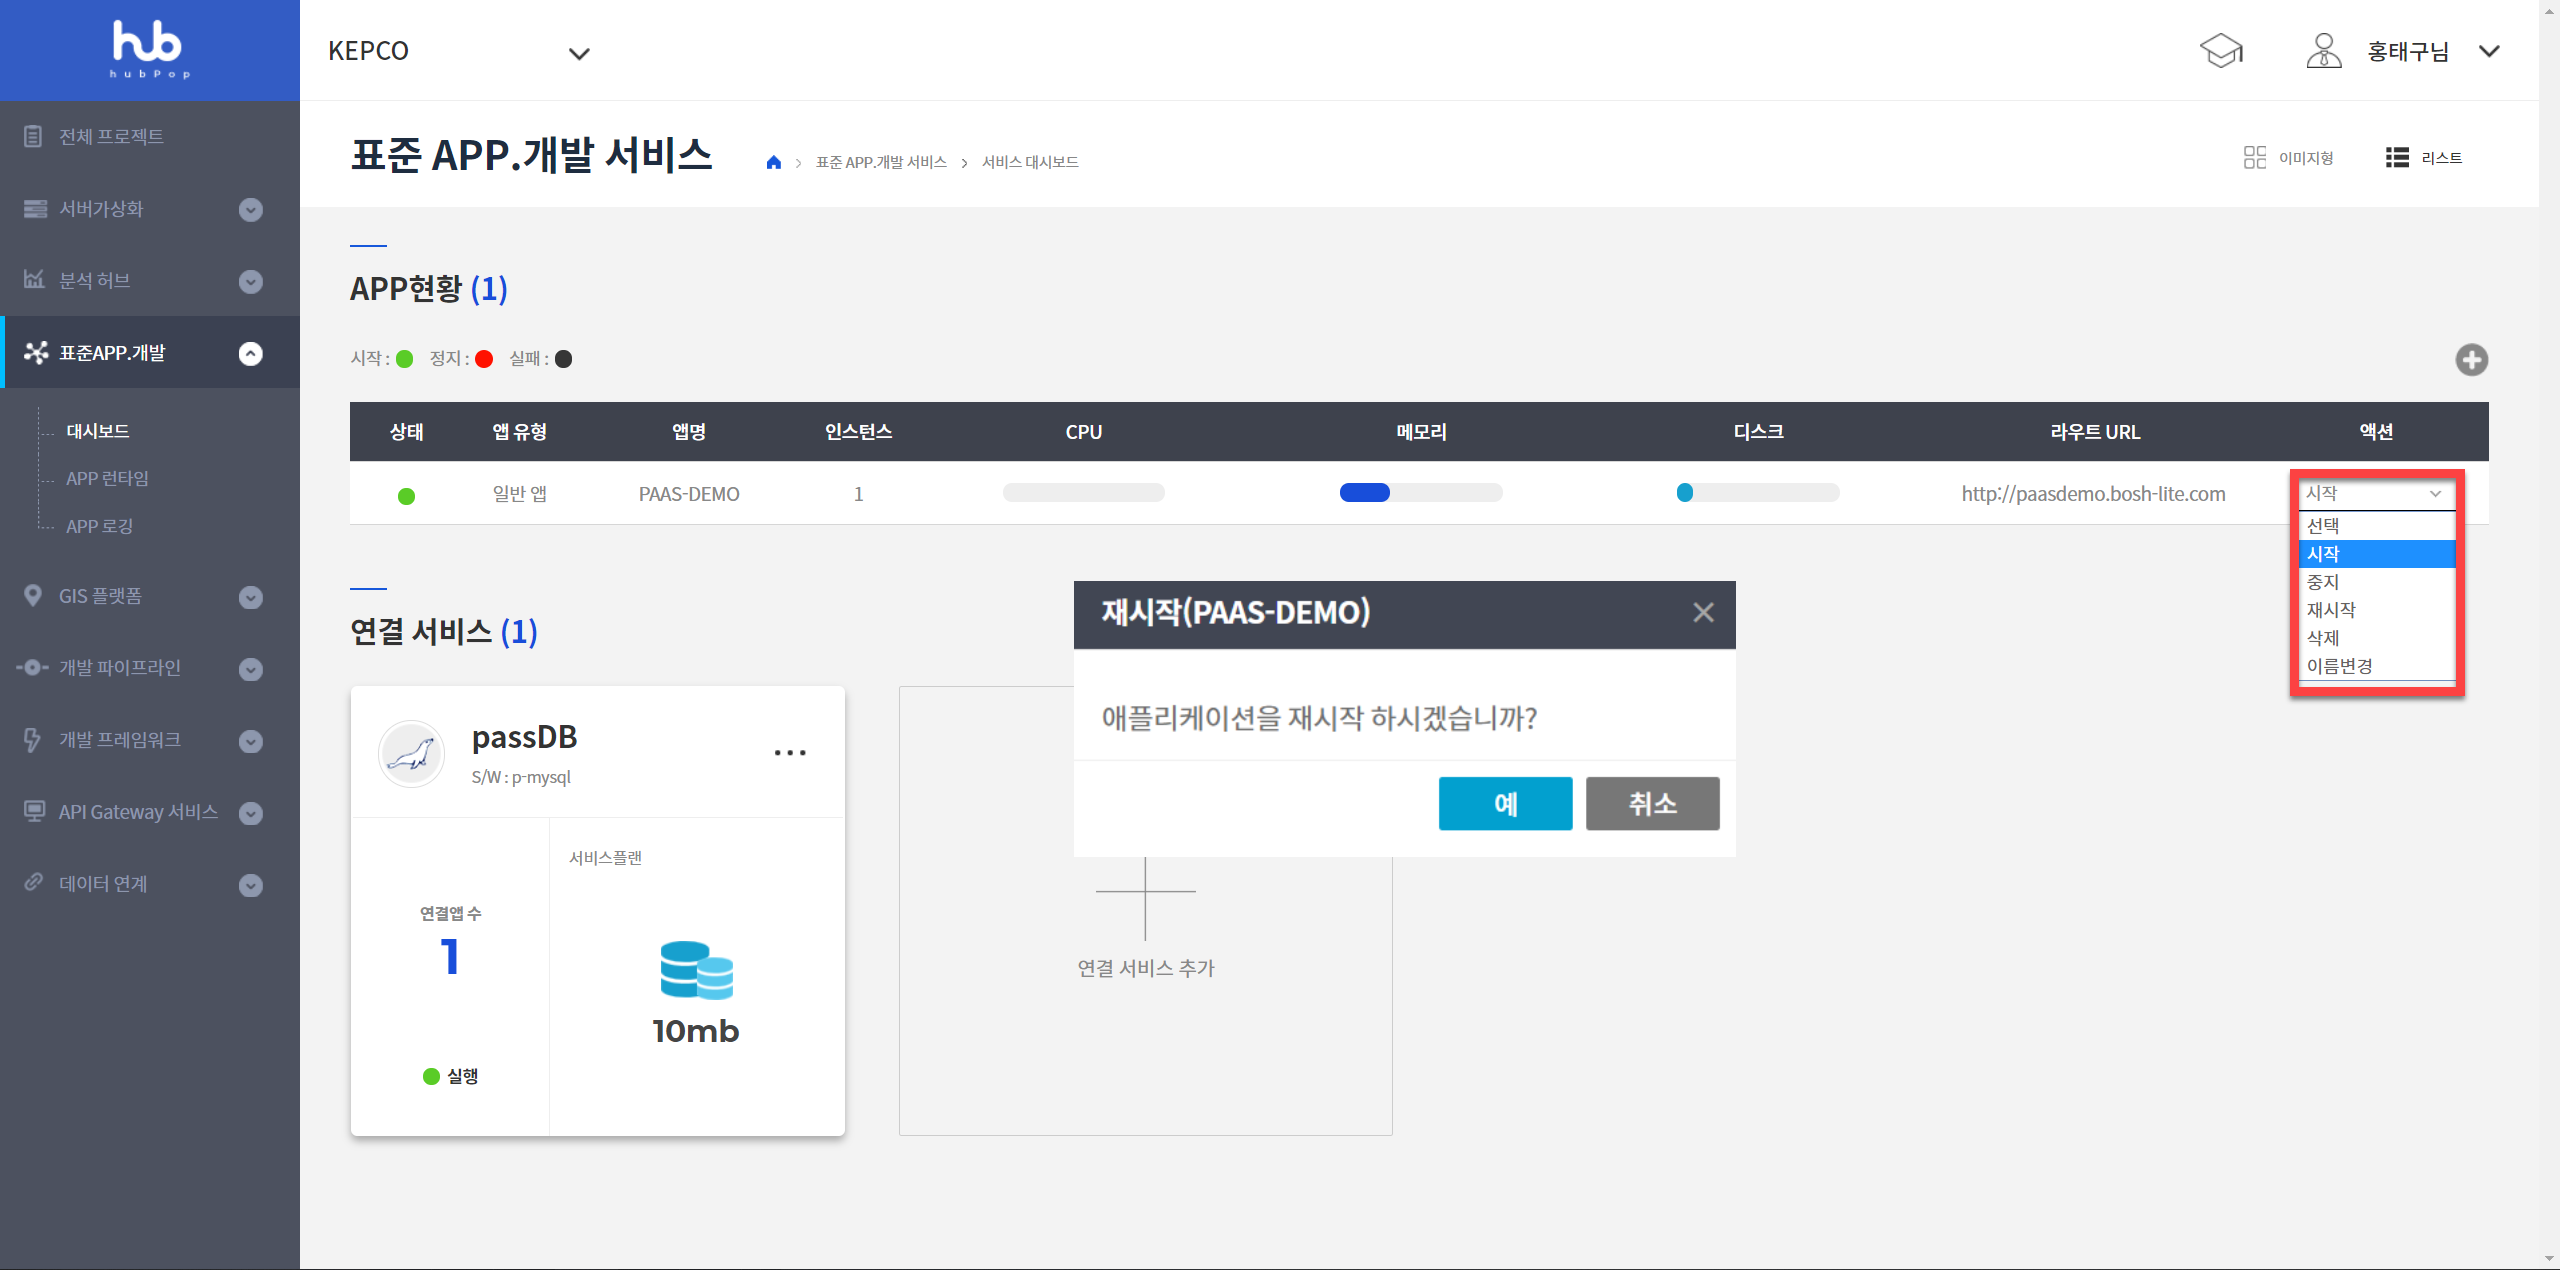 hub
hubPop
KEPCO
홍태구님
전체 프로젝트
서버가상화
분석 허브
표준APP.개발
대시보드
APP 런타임
APP 로깅
GIS 플랫폼
개발 파이프라인
개발 프레임워크
API Gateway 서비스
데이터 연계
표준 APP.개발 서비스
표준 APP.개발 서비스 > 서비스 대시보드
이미지형
리스트
APP현황 (1)
시작 : 정지 : 실패 :
상태 앱 유형 앱명 인스턴스 CPU 메모리 디스크 라우트 URL 액션
일반 앱 PAAS-DEMO 1 http://paasdemo.bosh-lite.com 시작
선택
시작
중지
재시작
삭제
이름변경
연결 서비스 (1)
passDB
S/W : p-mysql
서비스플랜
연결앱 수
1
10mb
실행
재시작(PAAS-DEMO)
애플리케이션을 재시작 하시겠습니까?
예 취소
연결 서비스 추가